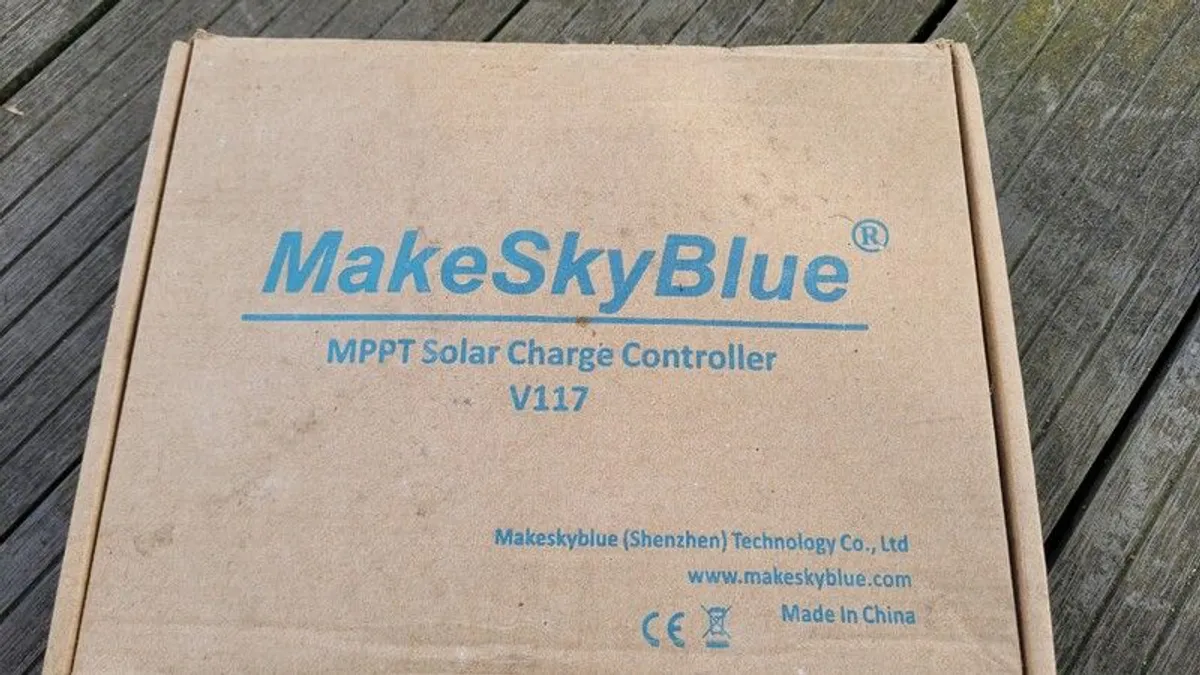 MakeSkyBlue®
MPPT Solar Charge Controller
V117
Makeskyblue (Shenzhen) Technology Co., Ltd
www.makeskyblue.com
CE
Made In China